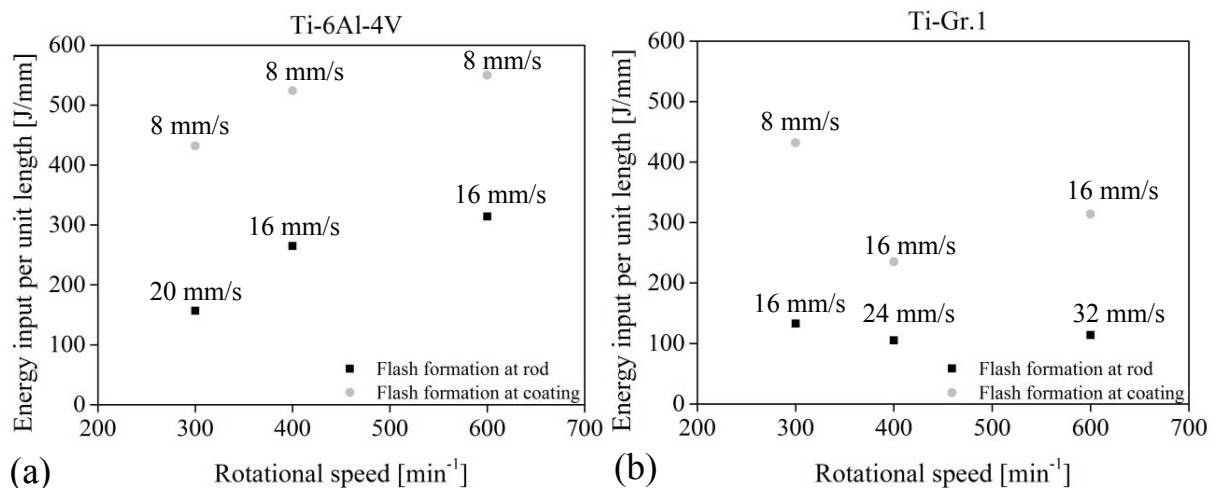 Ti-6Al-4V
Energy input per unit length [J/mm]
600
500
400
300
200
100
0
8 mm/s
8 mm/s
8 mm/s
16 mm/s
16 mm/s
20 mm/s
Flash formation at rod
Flash formation at coating
200 300 400 500 600 700
Rotational speed [min⁻¹]
(a)
Ti-Gr.1
Energy input per unit length [J/mm]
600
500
400
300
200
100
0
8 mm/s
16 mm/s
16 mm/s
16 mm/s
24 mm/s
32 mm/s
Flash formation at rod
Flash formation at coating
200 300 400 500 600 700
Rotational speed [min⁻¹]
(b)